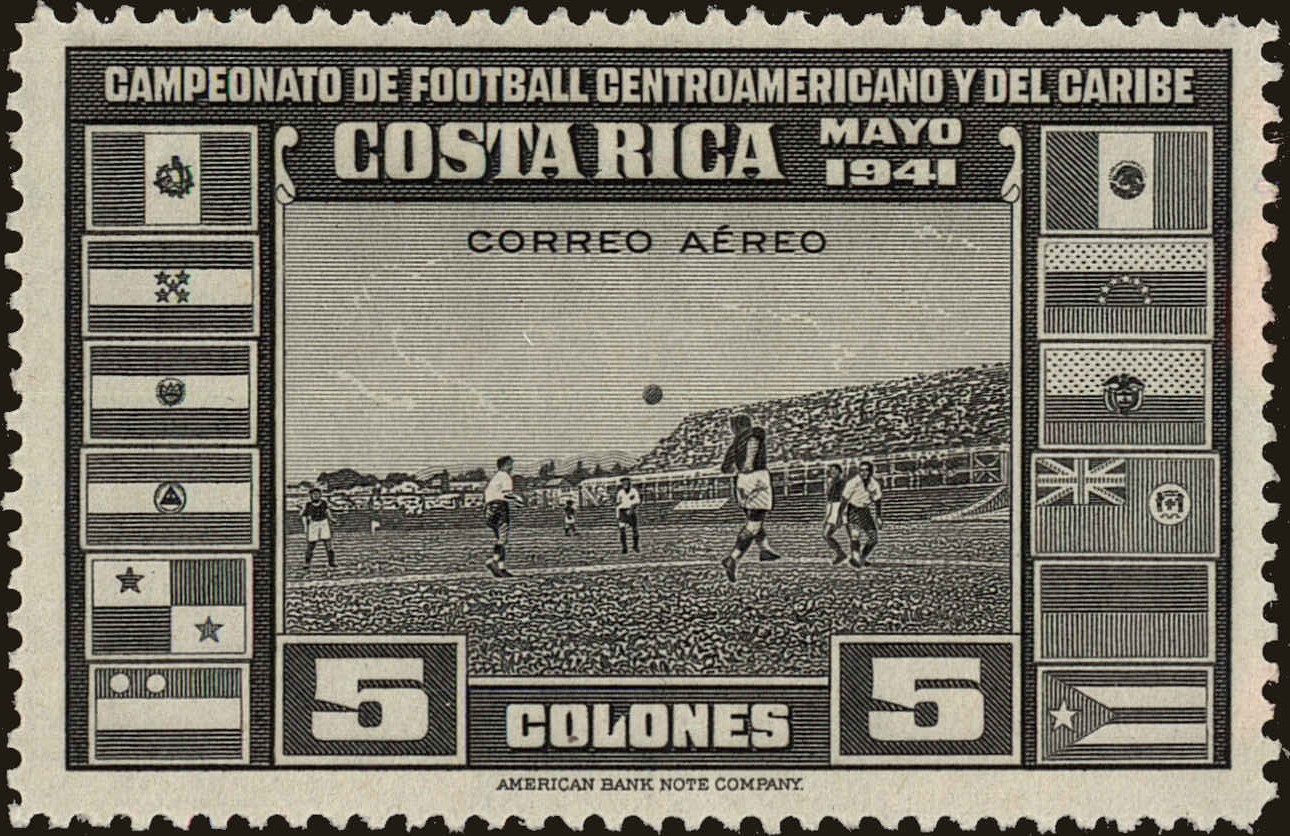 CAMPEONATO DE FOOTBALL CENTROAMERICANO Y DEL CARIBE
COSTA RICA MAYO
1941
CORREO AÉREO
5 5
COLONES
AMERICAN BANK NOTE COMPANY.